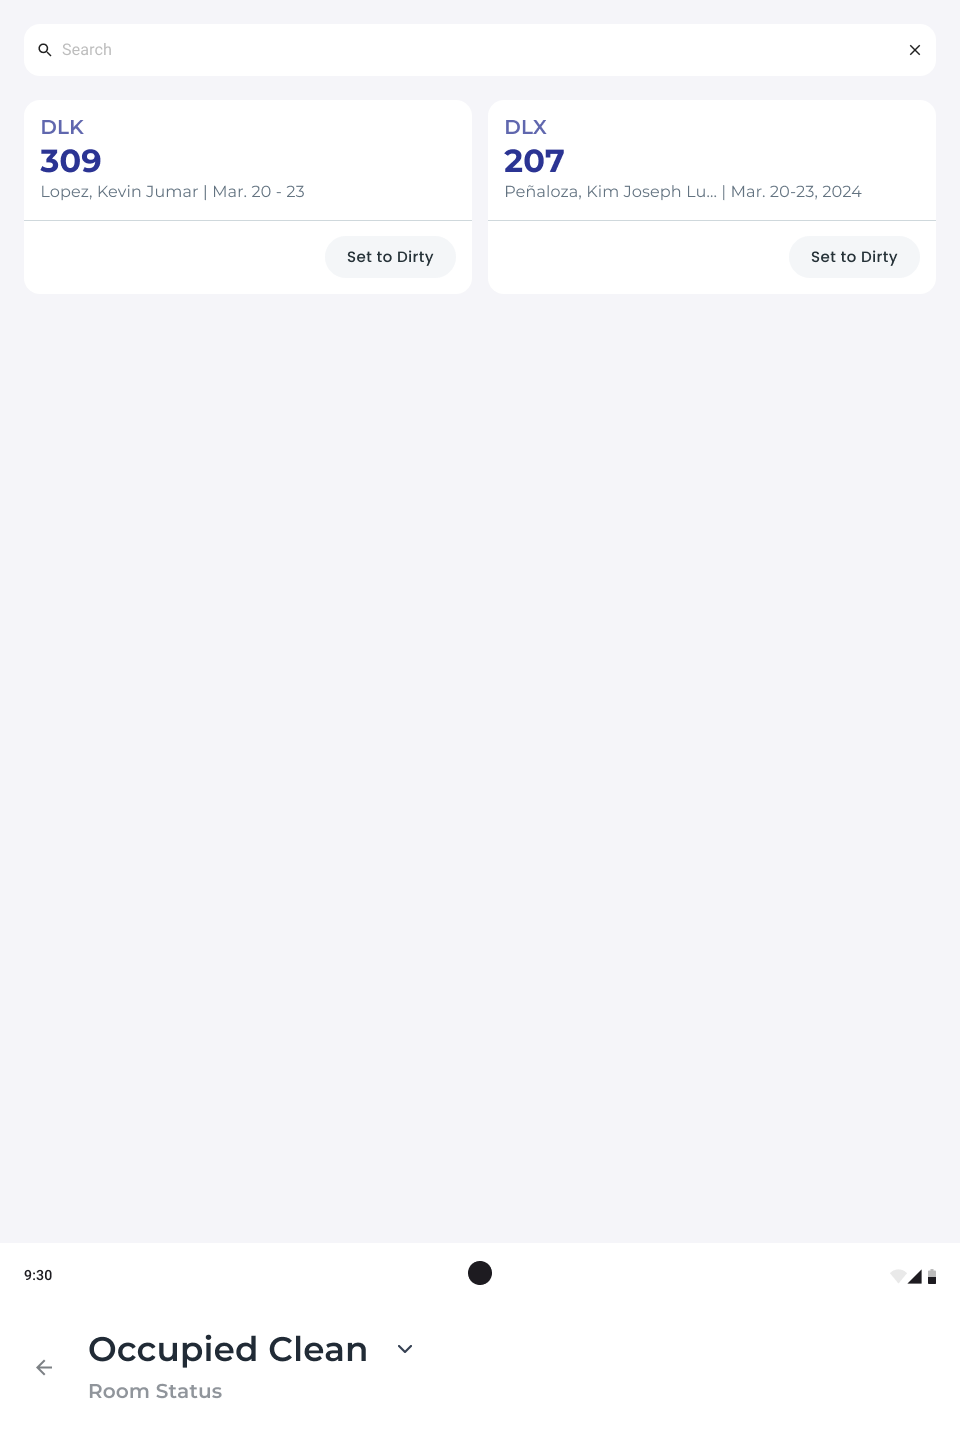 Search
DLK
309
Lopez, Kevin Jumar | Mar. 20 - 23
Set to Dirty
DLX
207
Peñaloza, Kim Joseph Lu... | Mar. 20-23, 2024
Set to Dirty
9:30
Occupied Clean
Room Status